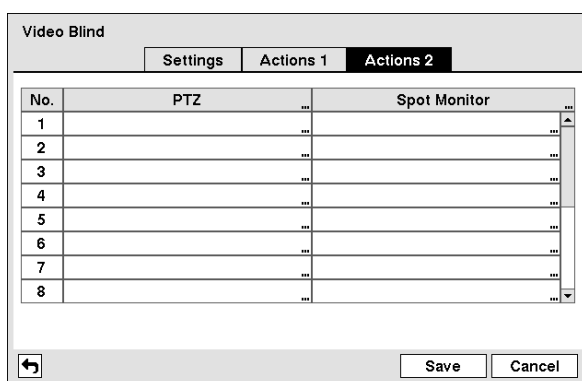 Video Blind
Settings Actions 1 Actions 2
No. PTZ ... Spot Monitor ...
1 ... ...
2 ... ...
3 ... ...
4 ... ...
5 ... ...
6 ... ...
7 ... ...
8 ... ...
Save Cancel